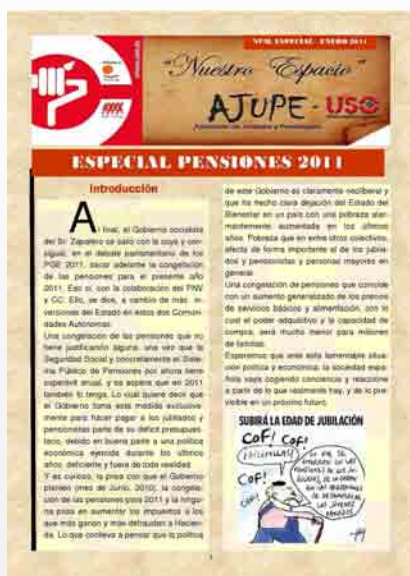 NUM. ESPECIAL - ENERO 2011
"Nuestro Espacio"
AJUPE - USO
ESPECIAL PENSIONES 2011
Introducción
Al final, el Gobierno socialista
del Sr. Zapatero se salió con la suya y con-
siguió, en el debate parlamentario de los
PGE 2011, sacar adelante la congelación
de las pensiones para el presente año
2011. Eso sí, con la colaboración del PNV
y CC. Ello, se dice, a cambio de más in-
versiones del Estado en estas dos Comuni-
dades Autónomas.
Una congelación de las pensiones que no
tiene justificación alguna, una vez que la
Seguridad Social y concretamente el Siste-
ma Público de Pensiones por ahora tiene
superávit anual, y se espera que en 2011
también lo tenga. Lo cual quiere decir que
el Gobierno toma esta medida exclusiva-
mente para hacer pagar a los jubilados y
pensionistas parte de su déficit presupues-
tario, debido en buena parte a una política
económica ejercida durante los últimos
años, deficiente y fuera de toda realidad.
Y es curioso, la prisa con que el Gobierno
planteó (mes de Junio, 2010), la congela-
ción de las pensiones para 2011 y la ningu-
na prisa en aumentar los impuestos a los
que más ganan y más defraudan a Hacien-
da. Lo que conlleva a pensar que la política
de este Gobierno es claramente neoliberal y
que ha hecho clara dejación del Estado del
Bienestar en un país con una pobreza alar-
mantemente aumentada en los últimos
años. Pobreza que en entre otros colectivos,
afecta de forma importante al de los jubila-
dos y pensionistas y personas mayores en
general.
Una congelación de pensiones que coincide
con un aumento generalizado de los precios
de servicios básicos y alimentación, con lo
cual el poder adquisitivo y la capacidad de
compra, será mucho menor para millones
de familias.
Esperemos que ante esta lamentable situa-
ción política y económica, la sociedad espa-
ñola vaya cogiendo conciencia y reaccione
a partir de lo que realmente hay, y de lo pre-
visible en un próximo futuro.
SUBIRÁ LA EDAD DE JUBILACIÓN
COF! COF!
COF!
COF!